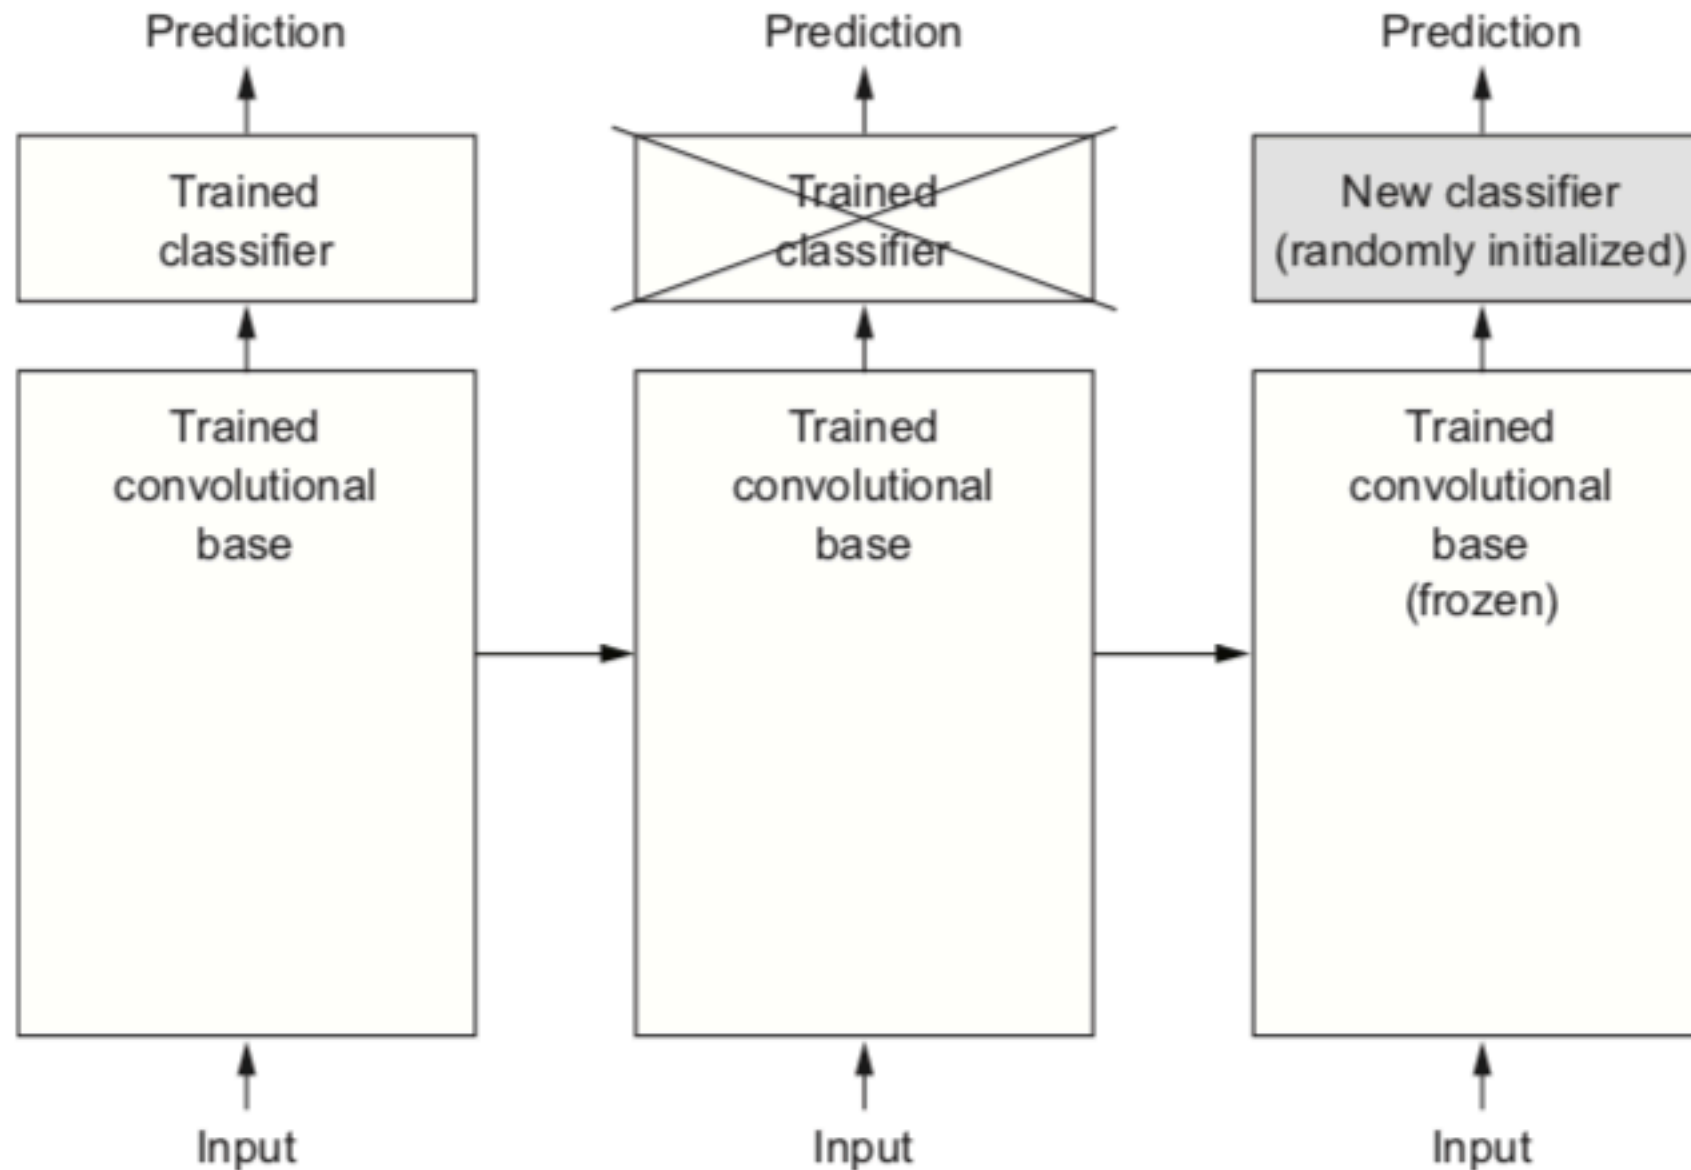 Prediction
Trained
classifier
Trained
convolutional
base
Input
Prediction
Trained
classifier
Trained
convolutional
base
Input
Prediction
New classifier
(randomly initialized)
Trained
convolutional
base
(frozen)
Input